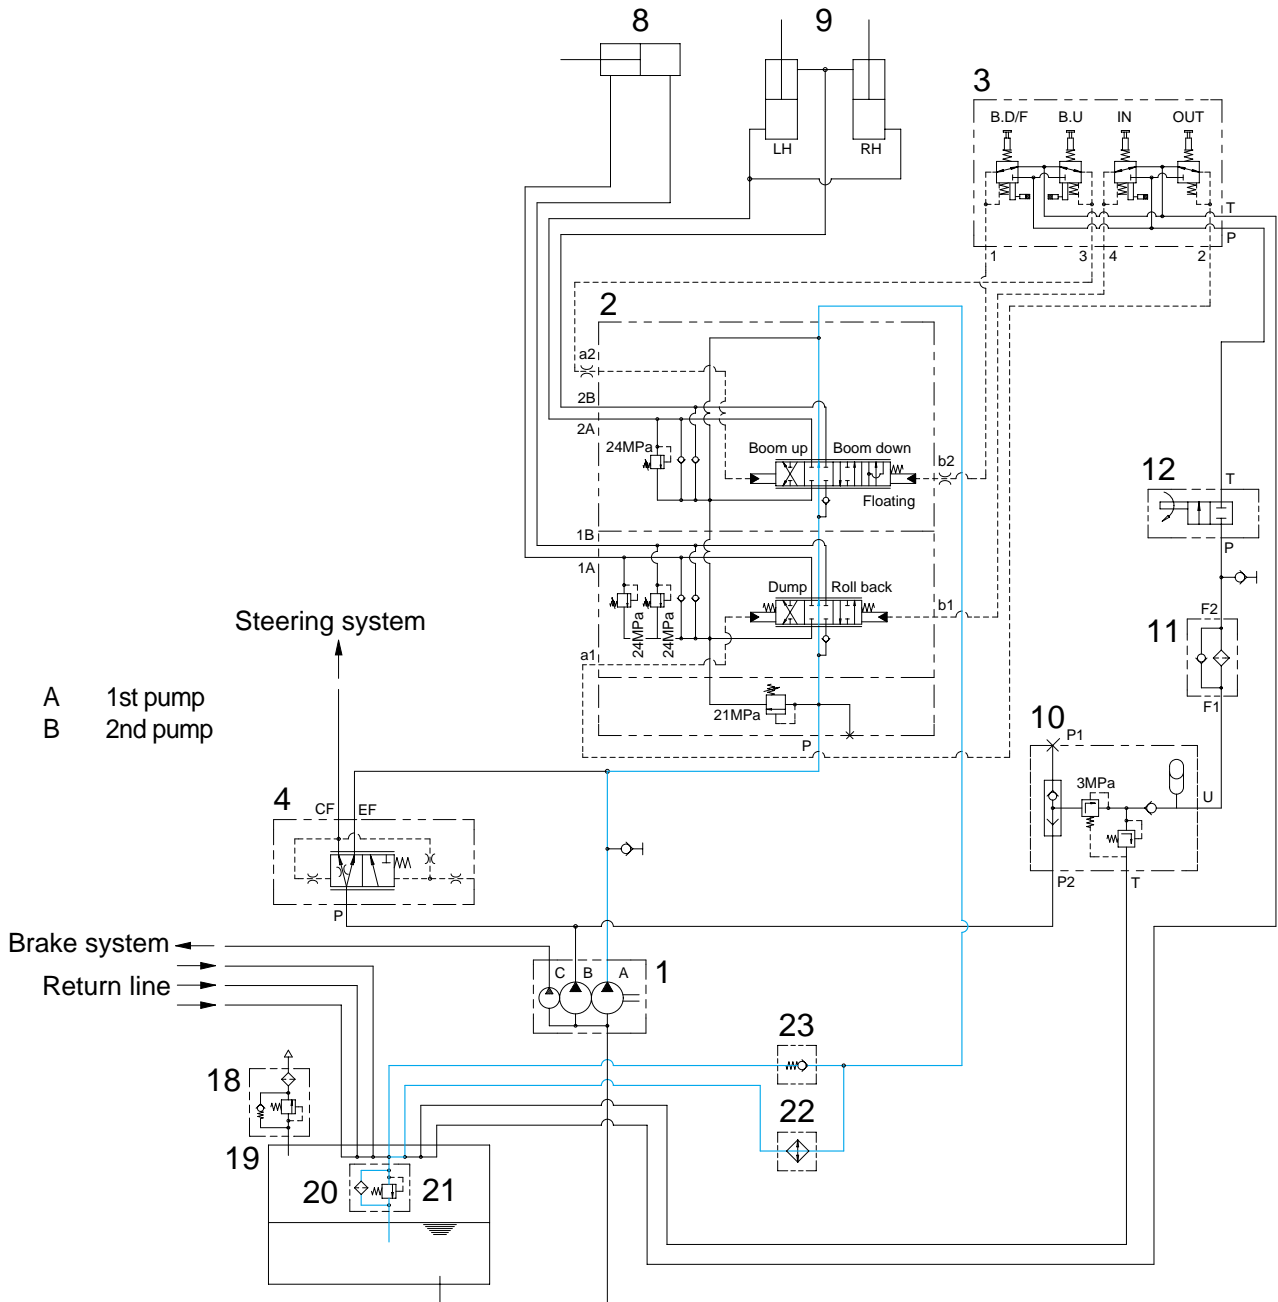 8
9
3
B.D/F B.U IN OUT
LH RH
T
P
1 3 4 2
2
a2
2B
2A
24MPa
Boom up Boom down
b2
Floating
12
T
P
1B
1A
Dump Roll back
b1
24MPa
24MPa
a1
F2
11
F1
Steering system
A 1st pump
B 2nd pump
21MPa
P
10
P1
3MPa
U
P2
T
4
CF EF
P
Brake system
Return line
C B A
1
23
22
18
19
20
21